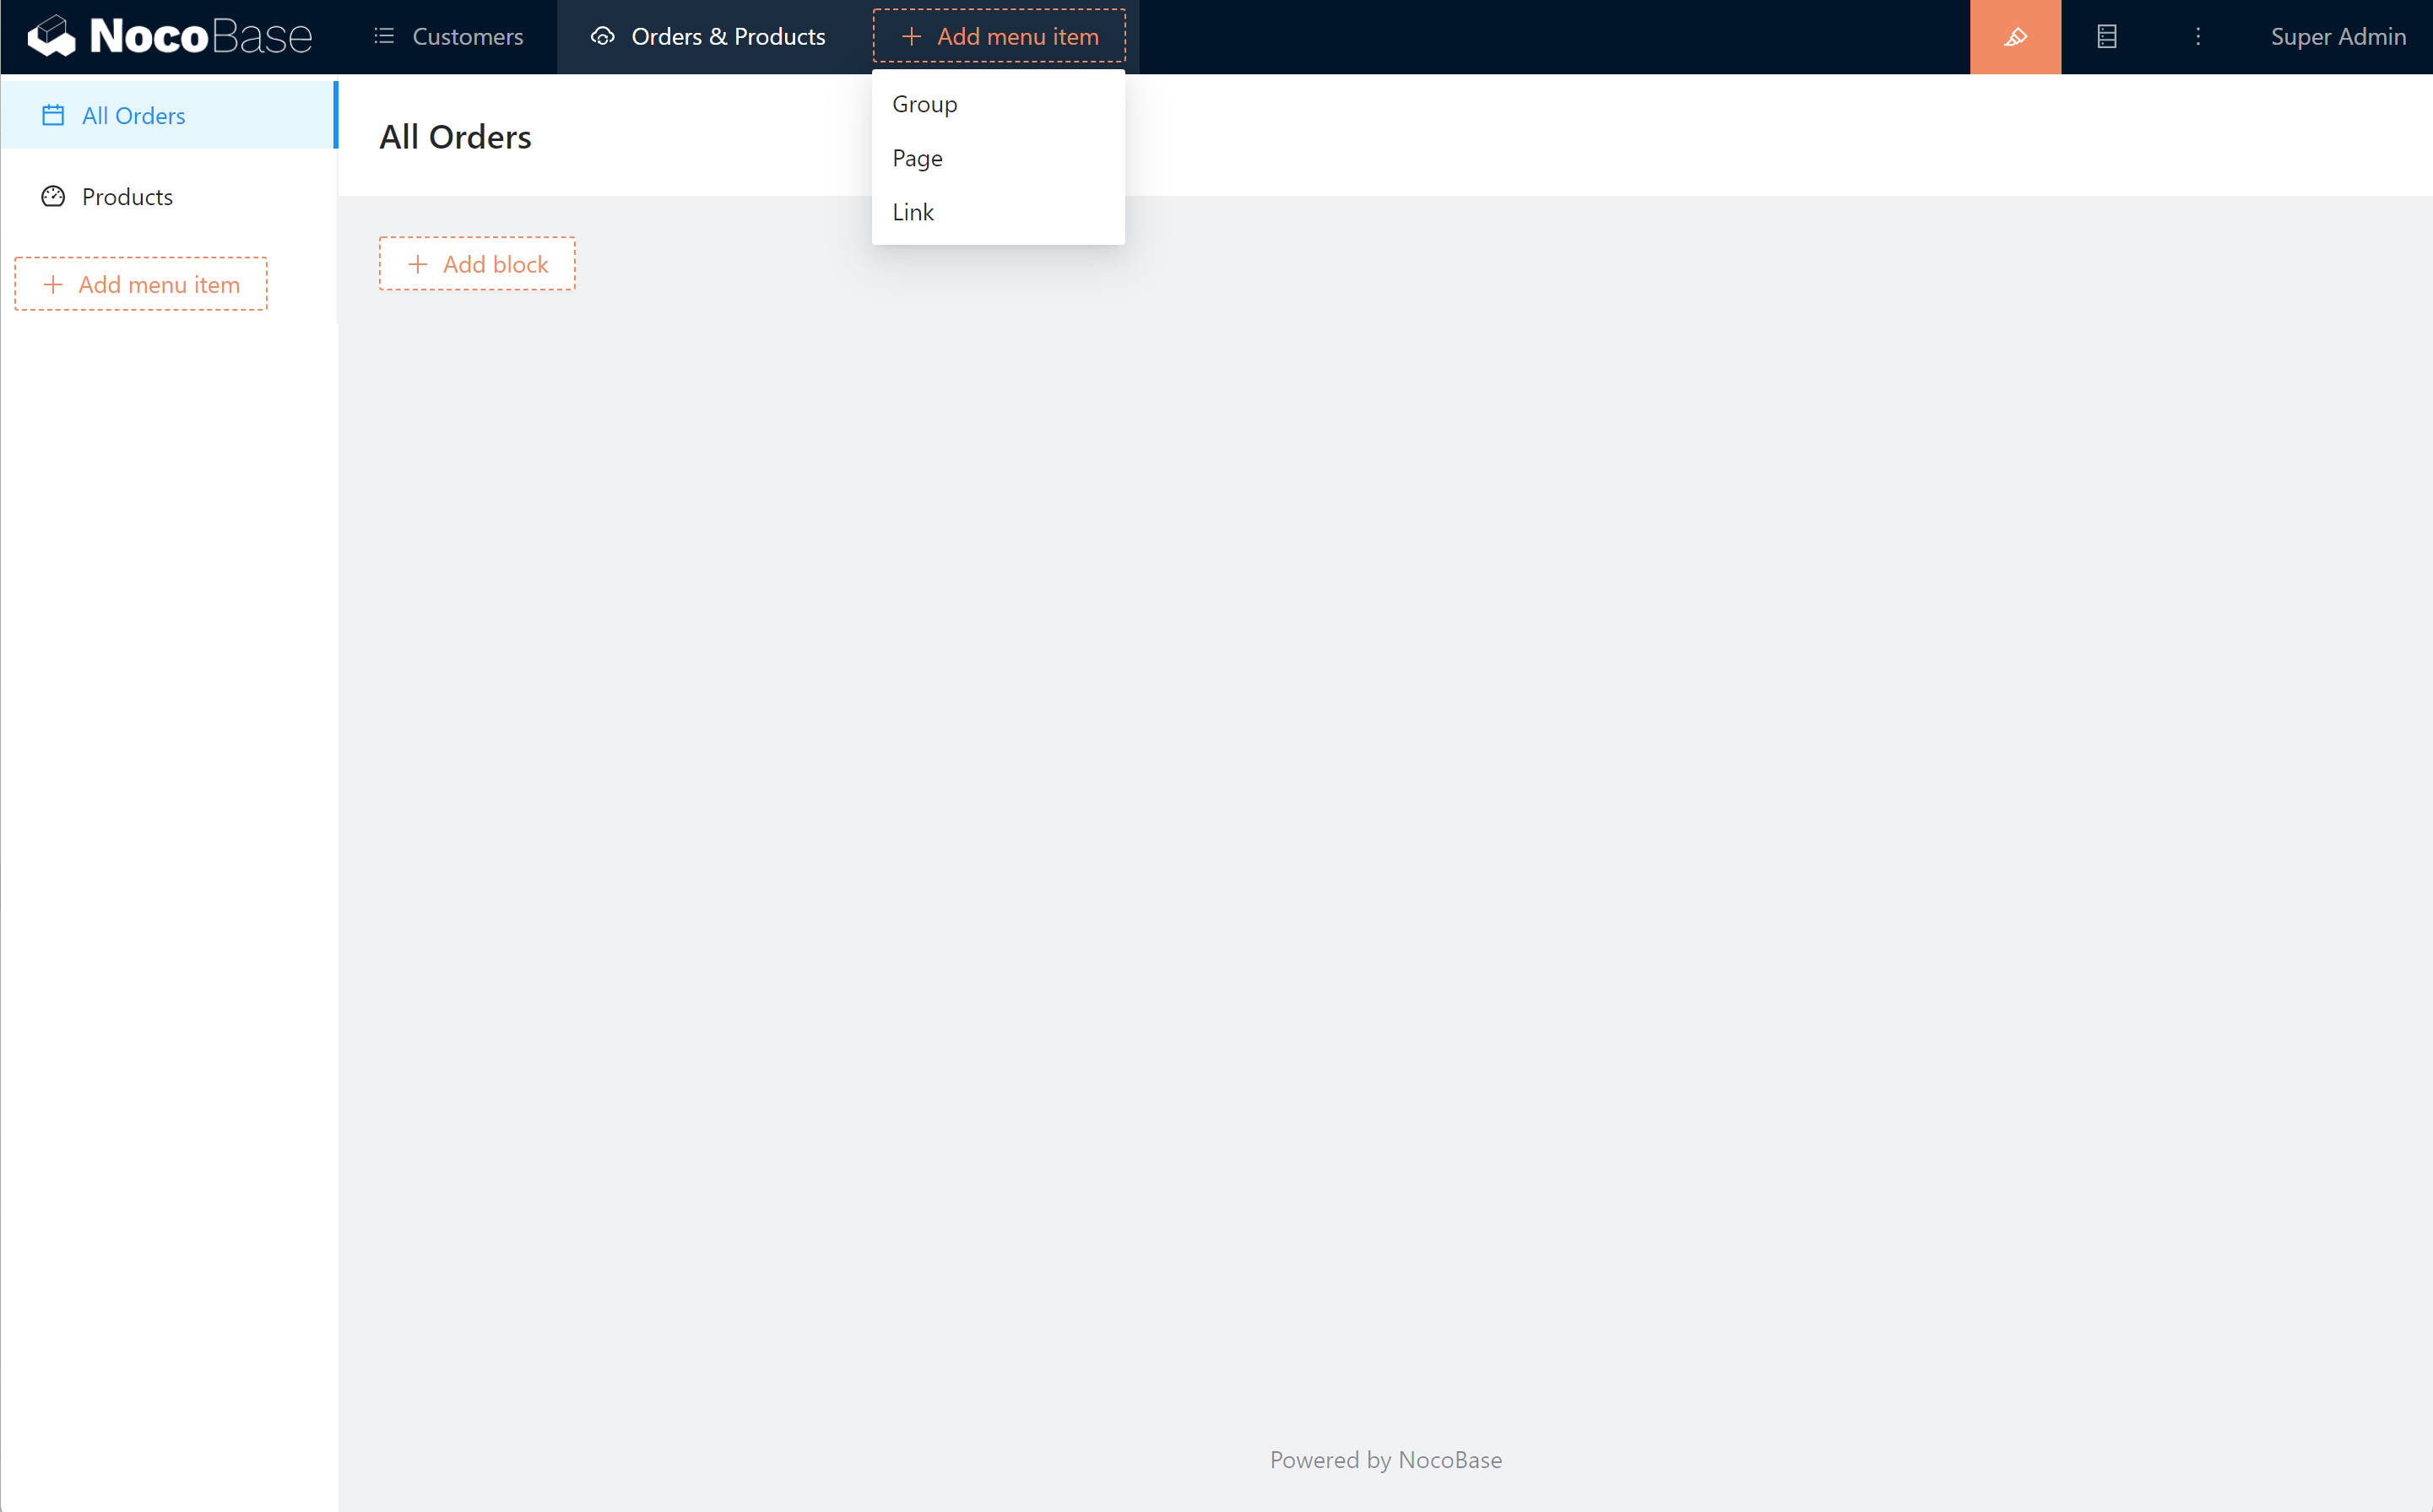 NocoBase Customers Orders & Products Add menu item Super Admin
Group
Page
Link
All Orders
Products
Add menu item
All Orders
Add block
Powered by NocoBase